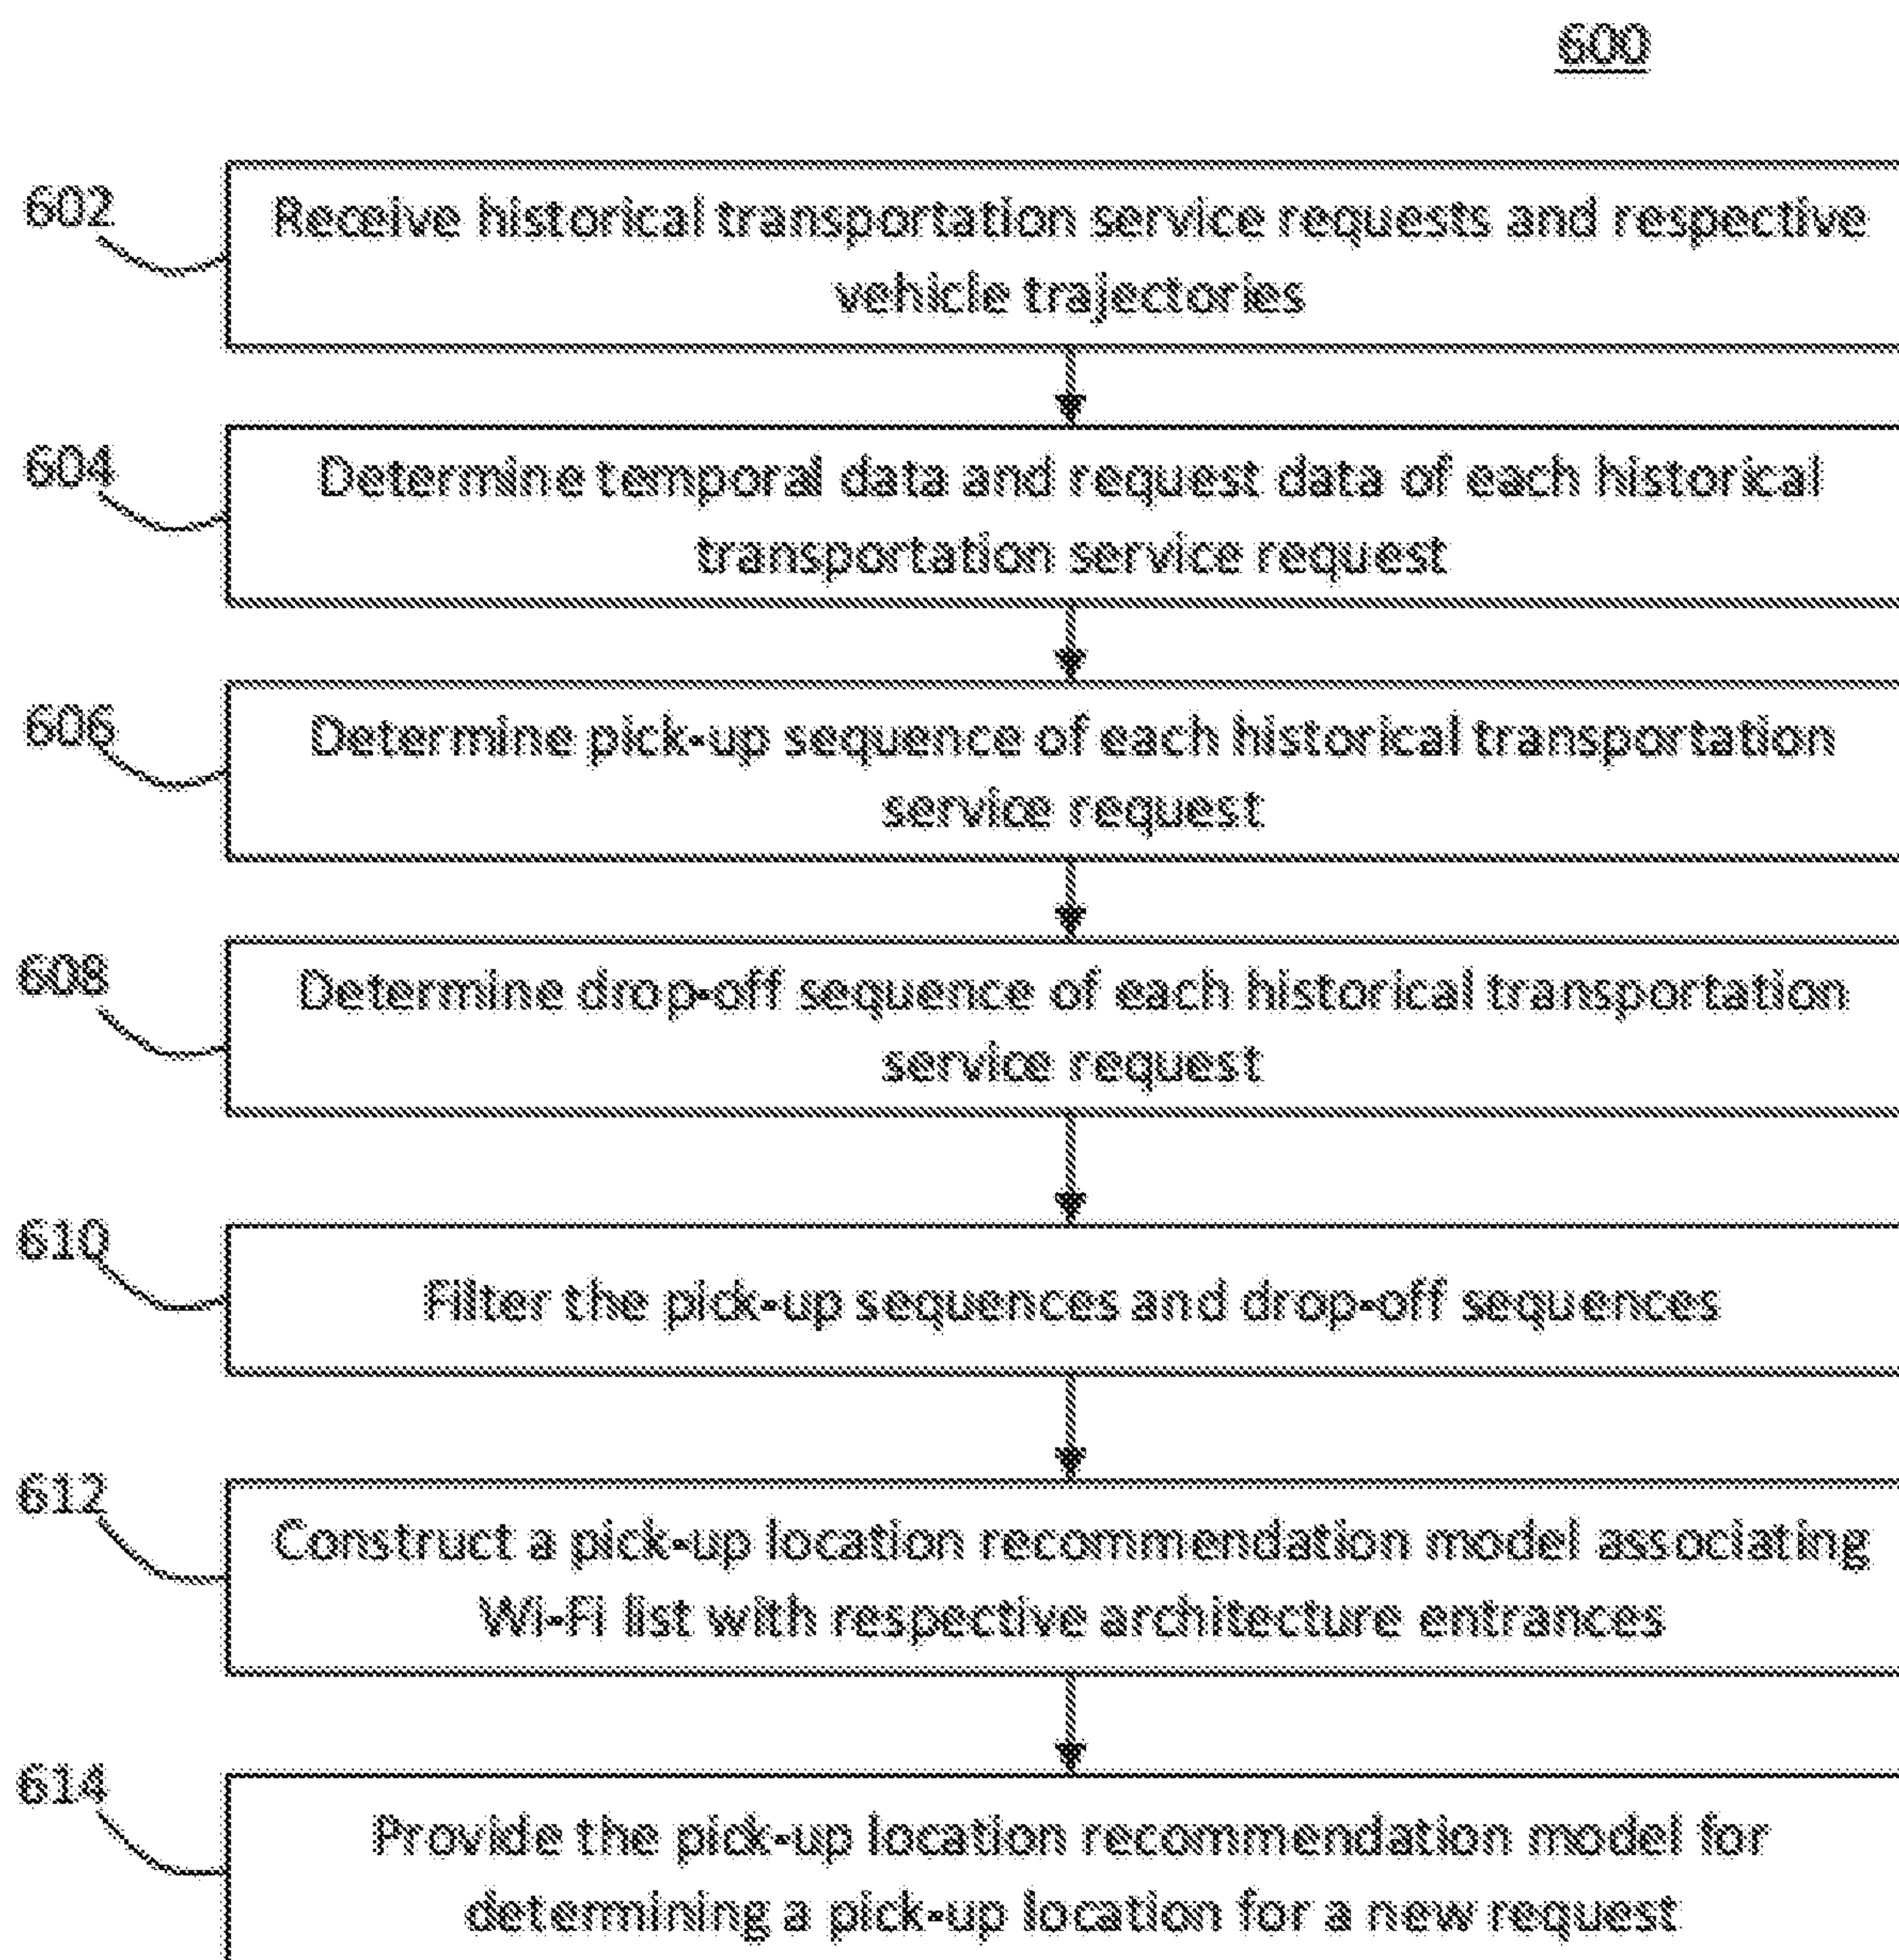 600
602
Receive historical transportation service requests and respective
vehicle trajectories
604
Determine temporal data and request data of each historical
transportation service request
606
Determine pick-up sequence of each historical transportation
service request
608
Determine drop-off sequence of each historical transportation
service request
610
Filter the pick-up sequences and drop-off sequences
612
Construct a pick-up location recommendation model associating
Wi-Fi list with respective architecture entrances
614
Provide the pick-up location recommendation model for
determining a pick-up location for a new request